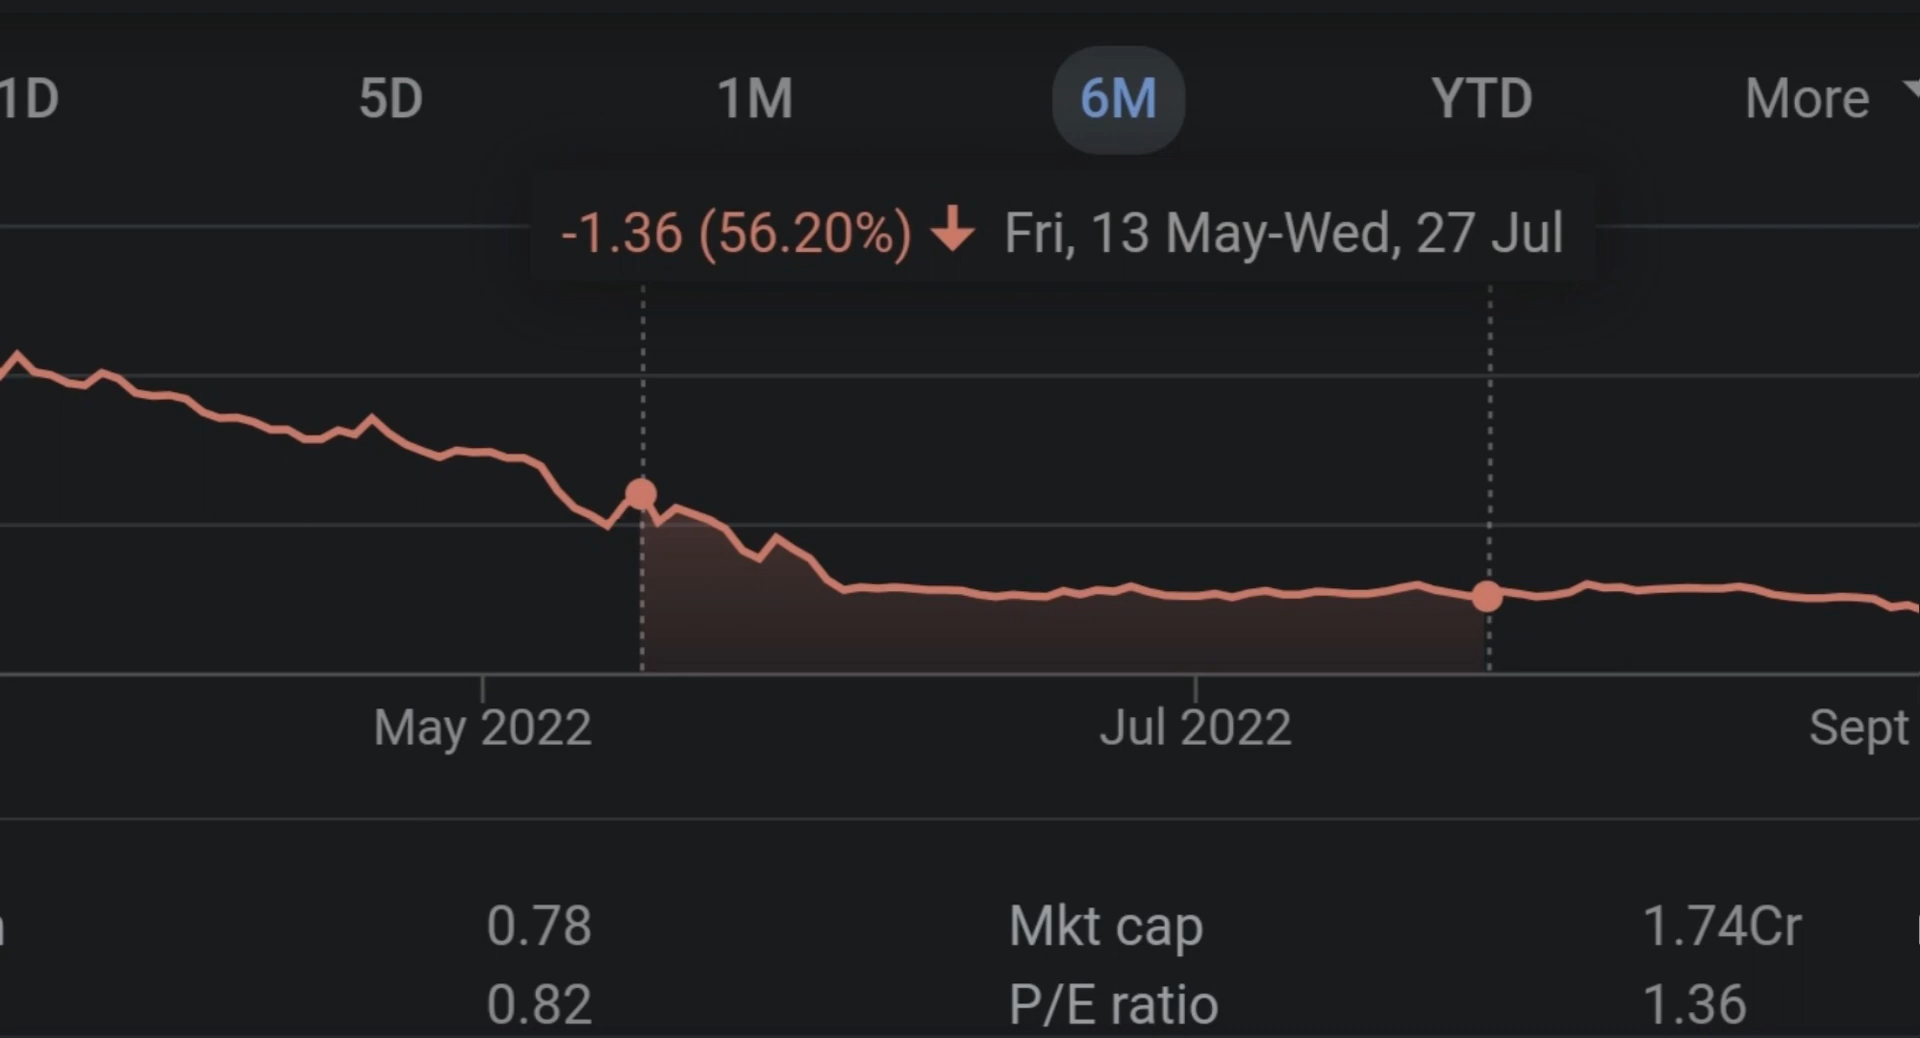 1D 5D 1M 6M YTD More
-1.36 (56.20%) Fri, 13 May-Wed, 27 Jul
May 2022 Jul 2022 Sept
0.78 Mkt cap 1.74Cr
0.82 P/E ratio 1.36